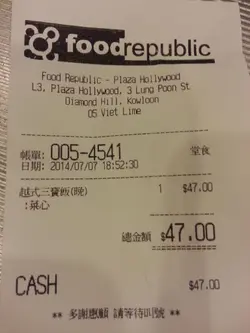 foodrepublic
Food Republic - Plaza Hollywood
L3, Plaza Hollywood, 3 Lung Poon St
Diamond Hill, Kowloon
05 Viet Lime
帳單: 005-4541 堂食
日期: 2014/07/07 18:52:30
越式三寶飯(晚) 1 $47.00
:菜心
總金額 $47.00
CASH $47.00
** 多謝惠顧 請等待叫號 **